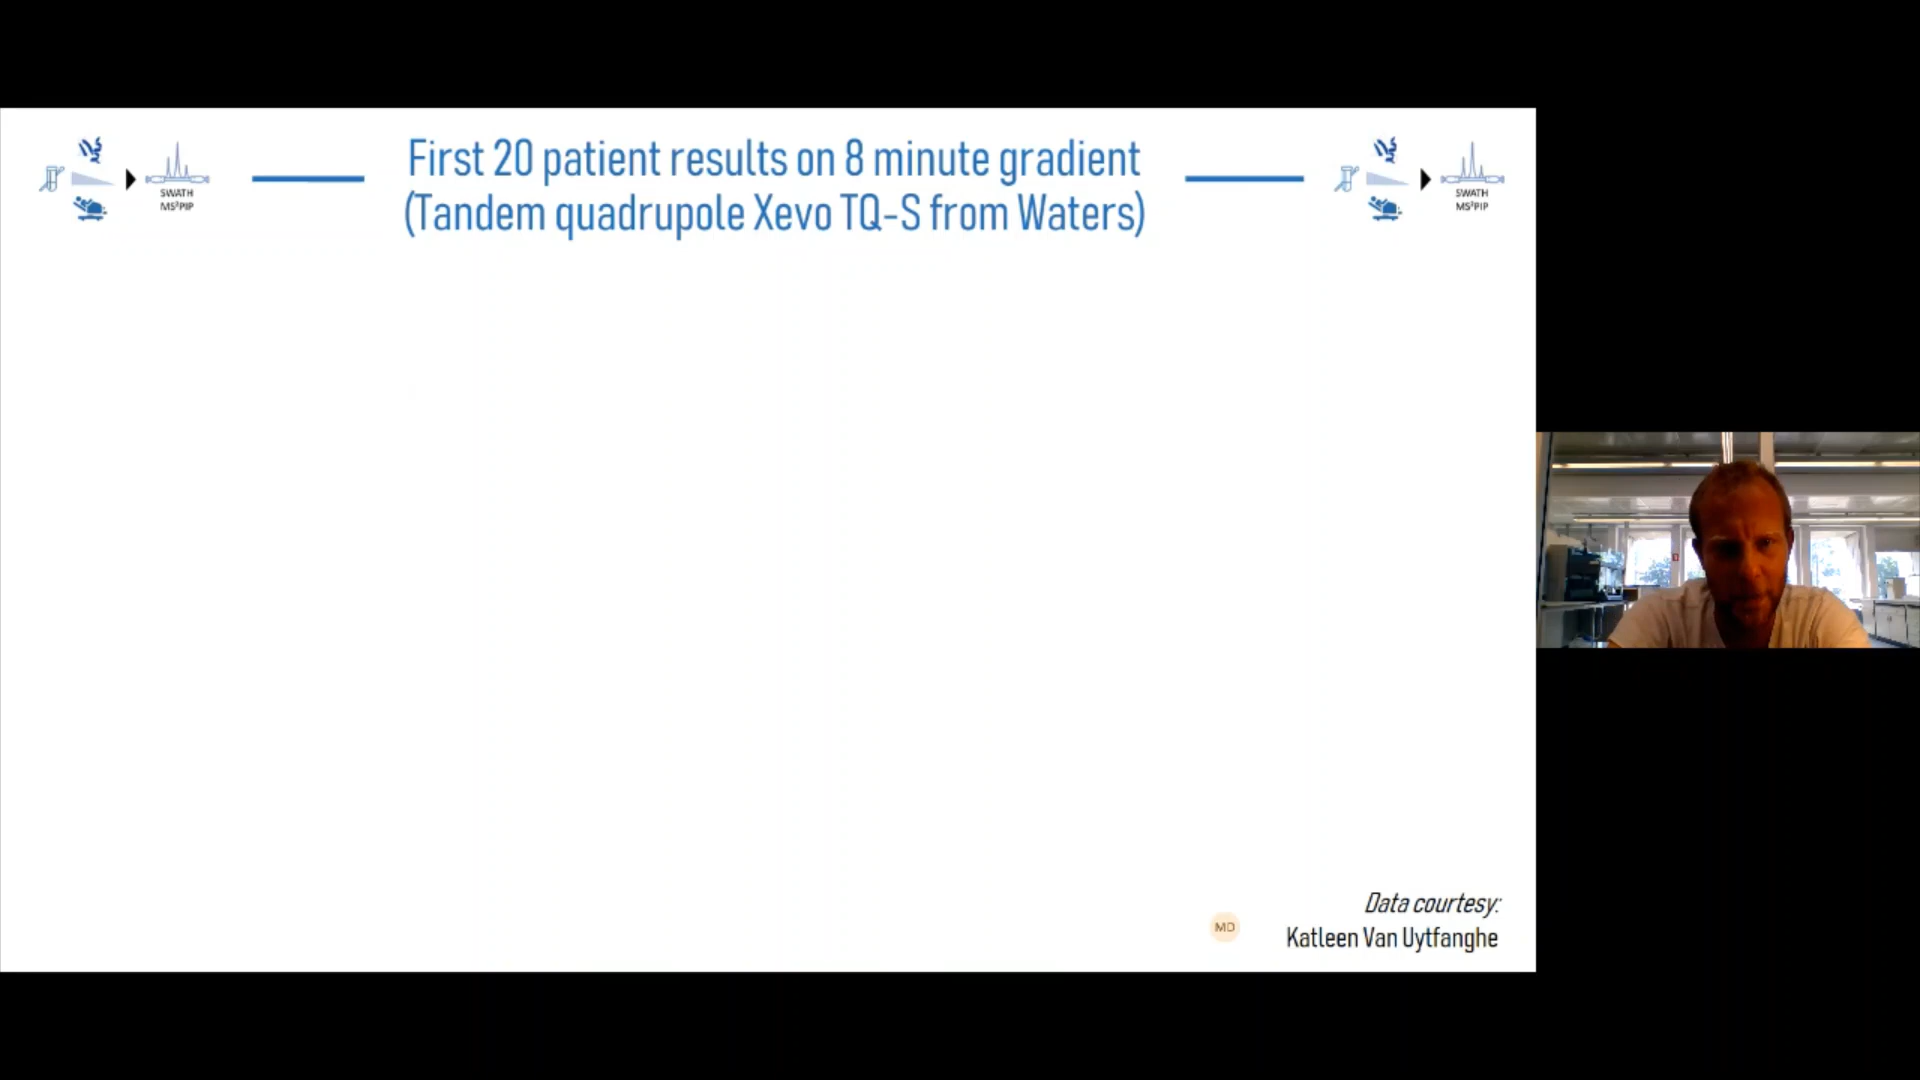 First 20 patient results on 8 minute gradient
(Tandem quadrupole Xevo TQ-S from Waters)
SWATH
MS²PIP
SWATH
MS²PIP
Data courtesy:
MD
Katleen Van Uytfanghe